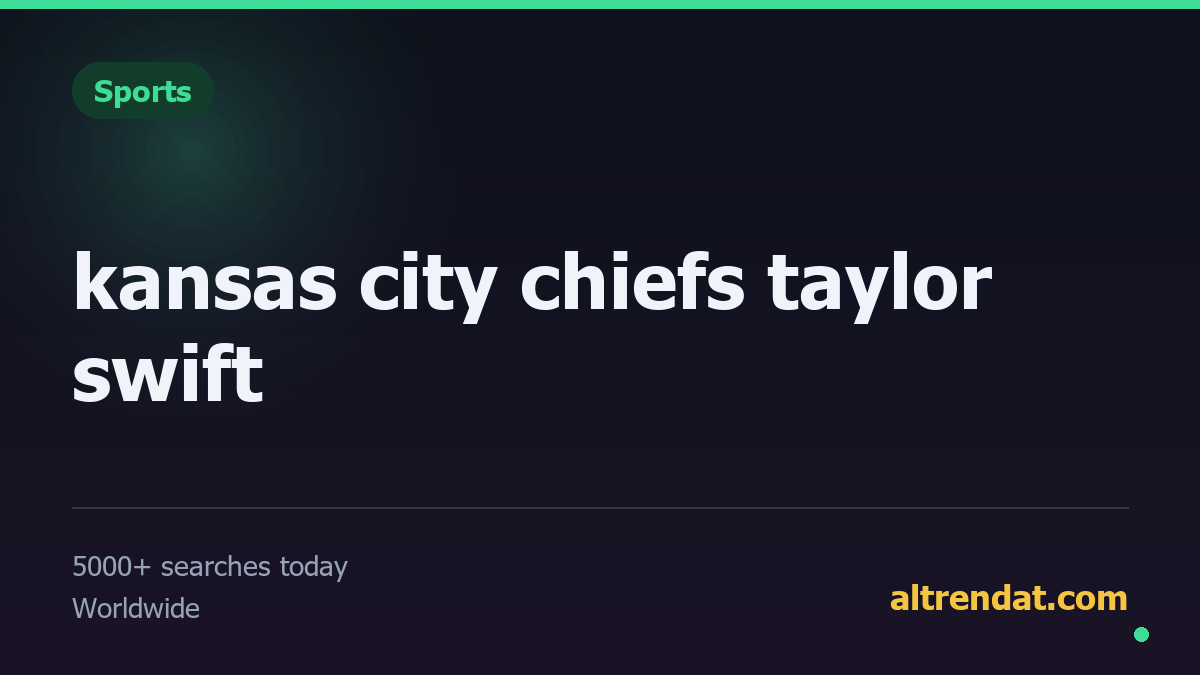 Sports
kansas city chiefs taylor
swift
5000+ searches today
Worldwide
altrendat.com